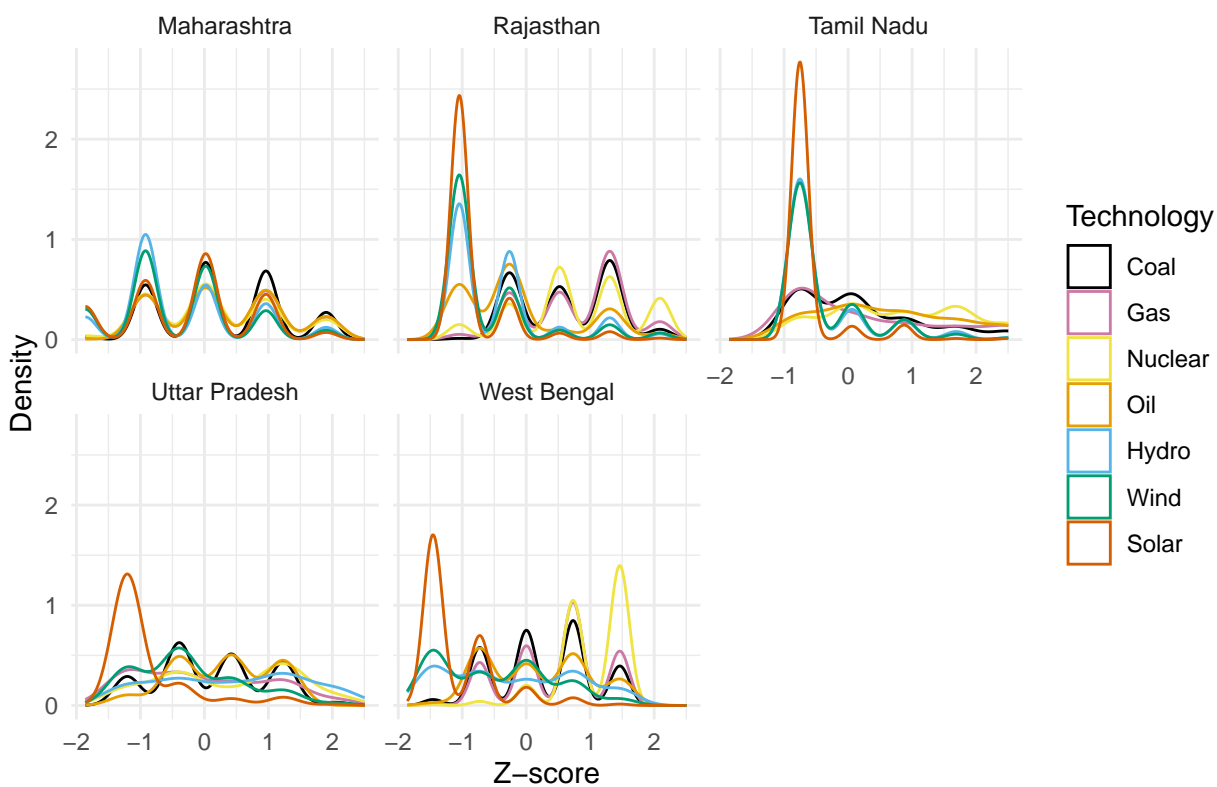 Maharashtra
Rajasthan
Tamil Nadu
2
1
0
−2 −1 0 1 2
Density
Uttar Pradesh
West Bengal
2
1
0
−2 −1 0 1 2
−2 −1 0 1 2
Z−score
Technology
Coal
Gas
Nuclear
Oil
Hydro
Wind
Solar